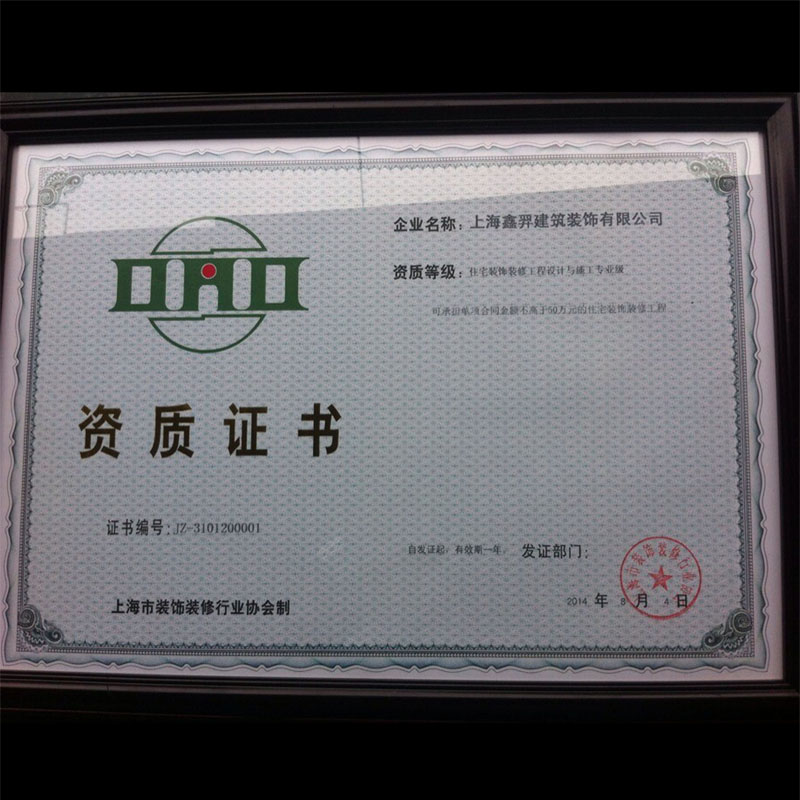 企业名称：上海鑫羿建筑装饰有限公司
资质等级：住宅装饰装修工程设计与施工专业级
可承担单项合同金额不高于50万元的住宅装饰装修工程
资质证书
证书编号：JZ-3101200001
自发证起，有效期一年。 发证部门：
上海市装饰装修行业协会制
2014 年 8 月 4 日